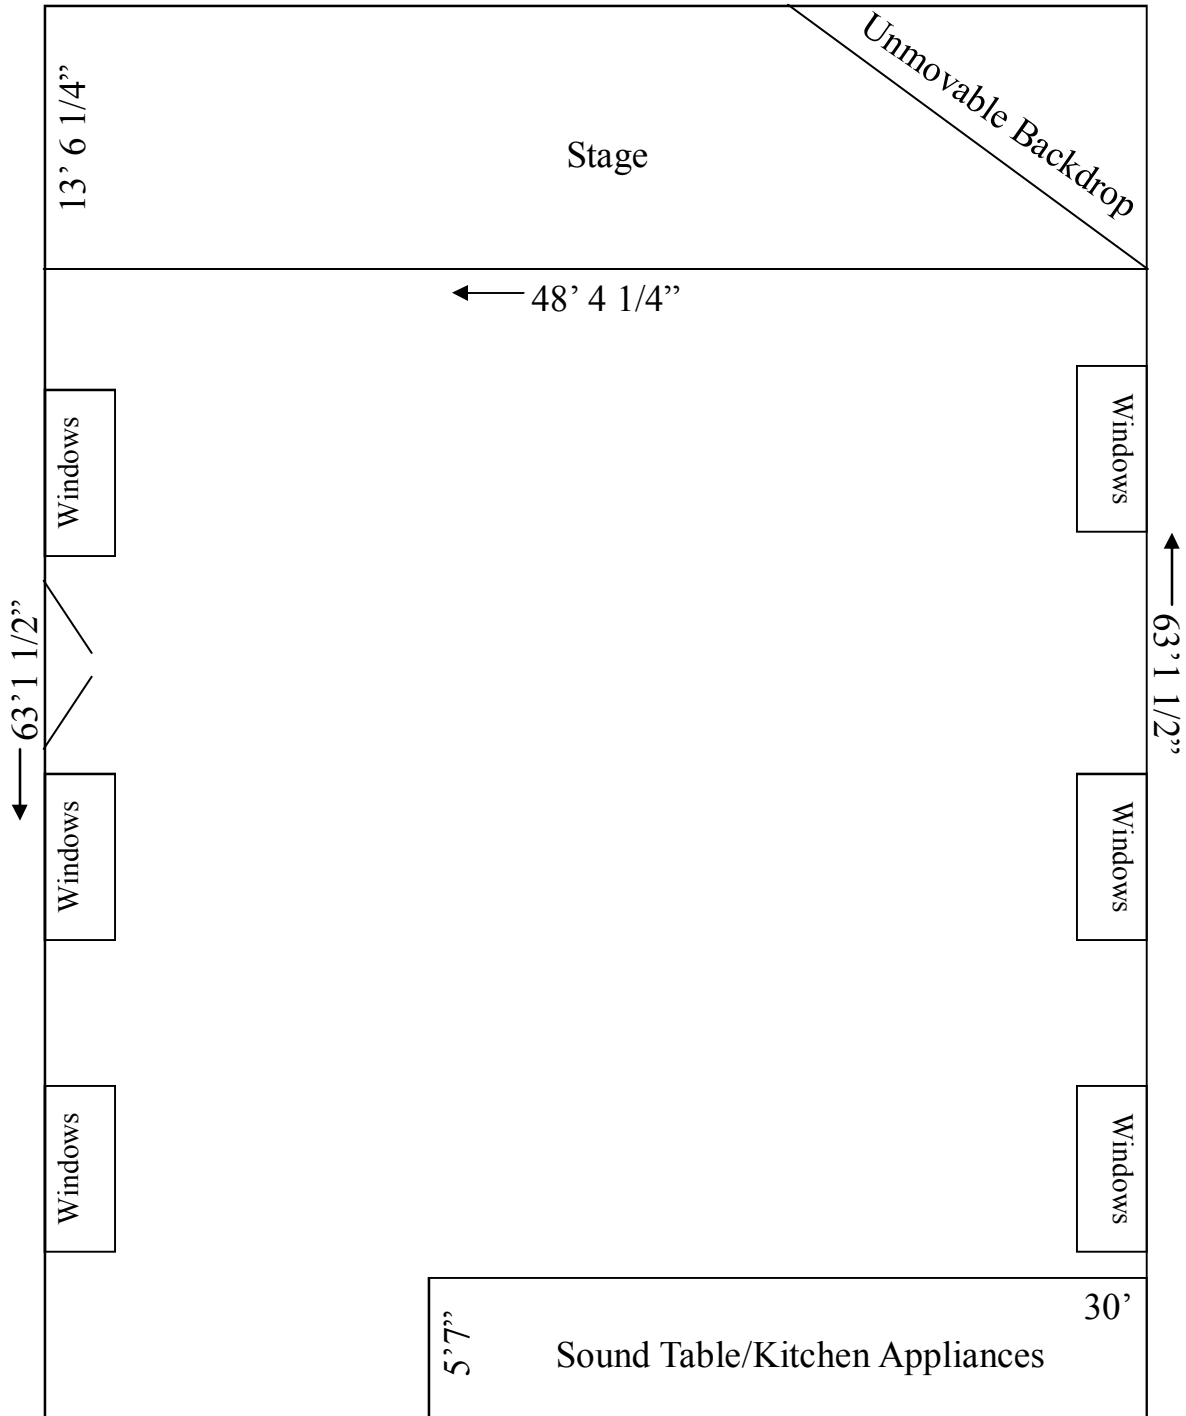 Unmovable Backdrop
13’ 6 1/4”
Stage
48’ 4 1/4”
Windows
Windows
63’1 1/2”
63’1 1/2”
Windows
Windows
Windows
Windows
30’
5’7”
Sound Table/Kitchen Appliances